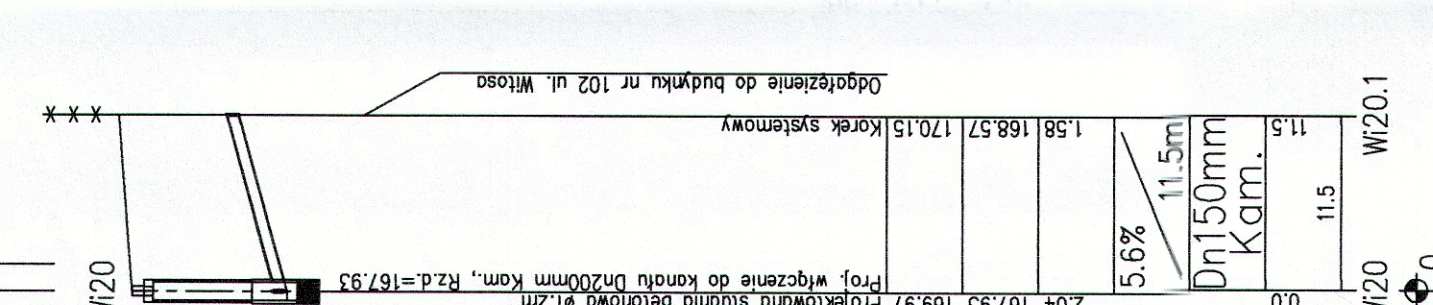 Odgałęzienie do budynku nr 102 ul. Witosa
Korek systemowy
170.15
168.57
1.58
11.5
Wi20.1
11.5m
5.6%
Dn150mm
Kam.
11.5
Proj. włączenie do kanału Dn200mm Kam., Rz.d.=167.93
Projektowana studnia betonowa
169.97
167.93
2.04
0.0